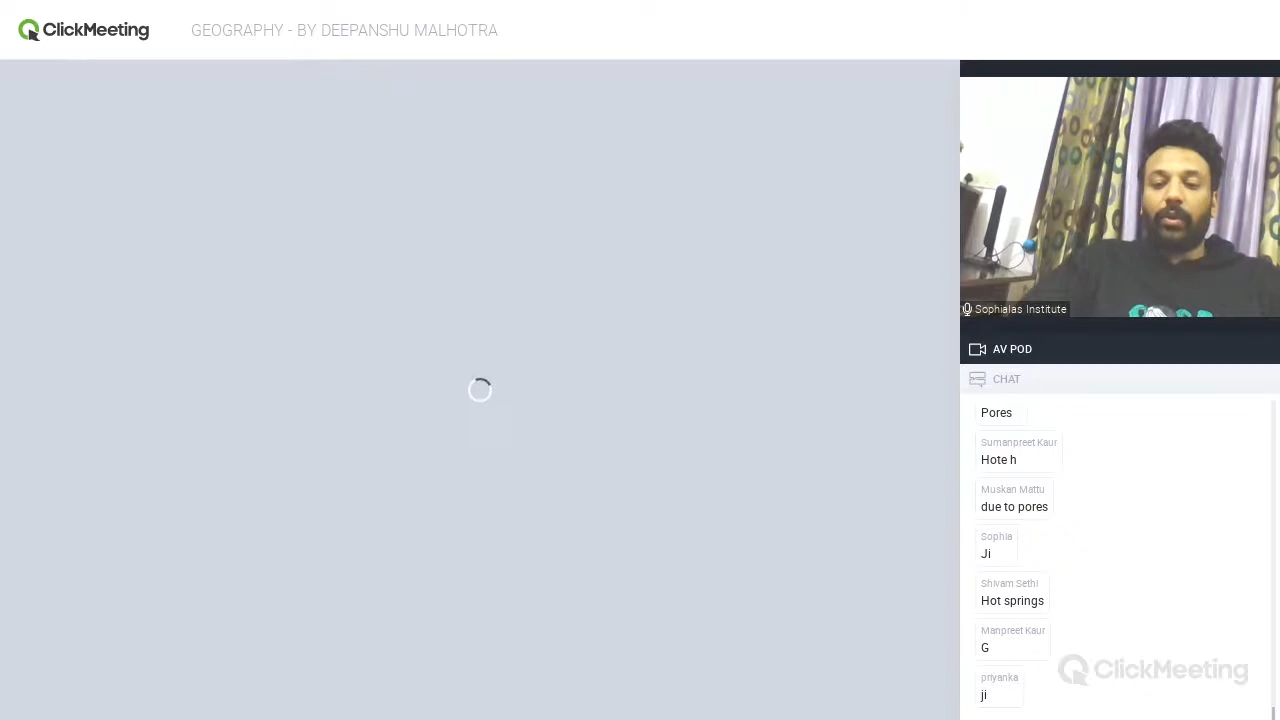 ClickMeeting
GEOGRAPHY - BY DEEPANSHU MALHOTRA
Sophialas Institute
AV POD
CHAT
Pores
Sumanpreet Kaur
Hote h
Muskan Mattu
due to pores
Sophia
Ji
Shivam Sethi
Hot springs
Manpreet Kaur
G
priyanka
ji
ClickMeeting